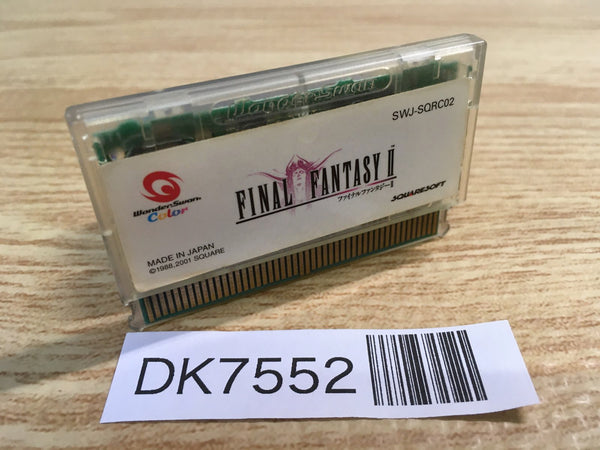 WonderSwan
SWJ-SQRC02
WonderSwan
Color
FINAL FANTASY II
ファイナルファンタジーII
SQUARESOFT
MADE IN JAPAN
©1988,2001 SQUARE
DK7552